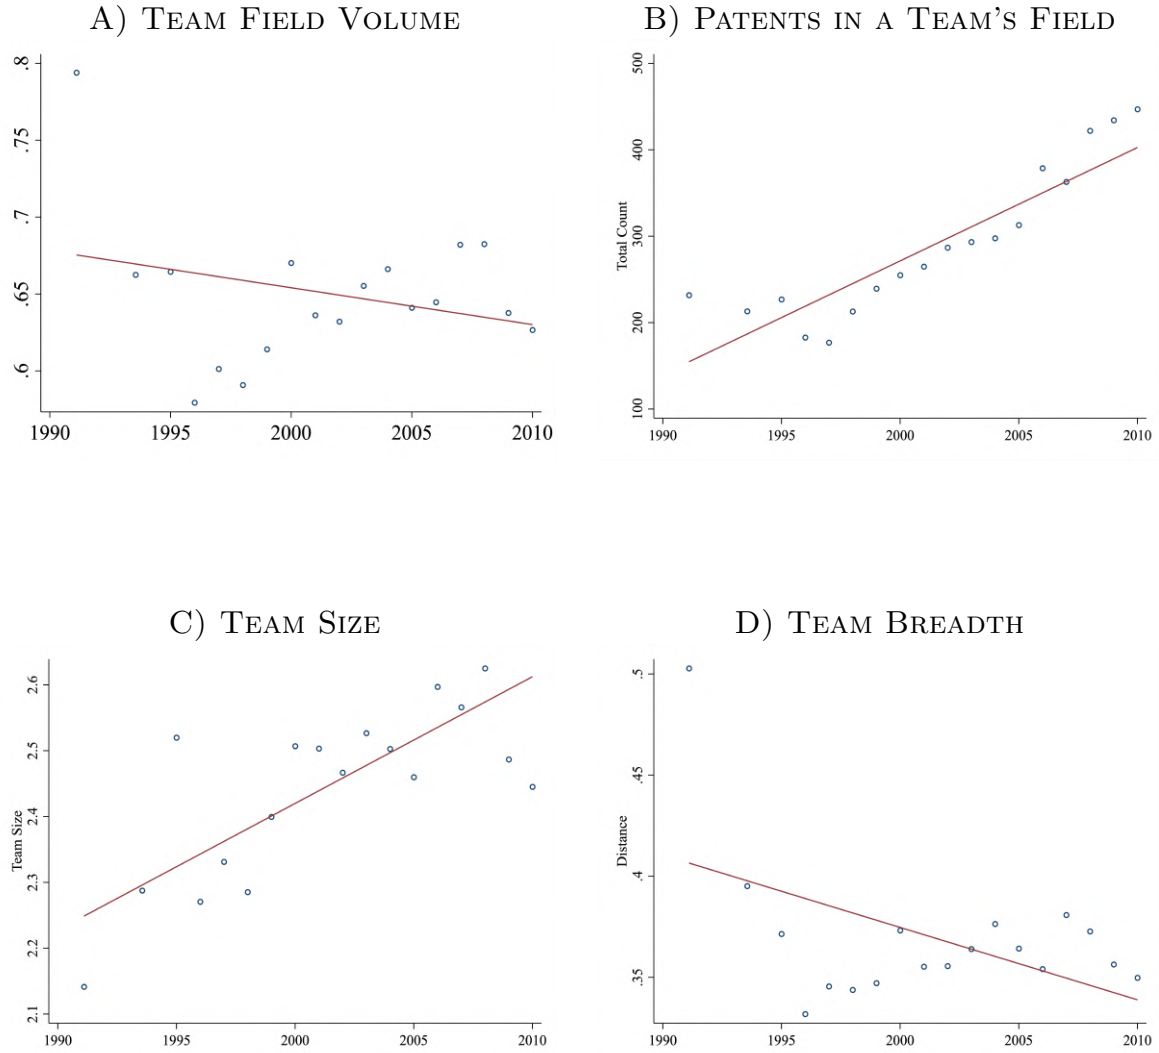 A) Team Field Volume
B) Patents in a Team's Field
.8
.75
.7
.65
.6
1990 1995 2000 2005 2010
Total Count
500
400
300
200
100
1990 1995 2000 2005 2010
C) Team Size
D) Team Breadth
Team Size
2.6
2.5
2.4
2.3
2.2
2.1
1990 1995 2000 2005 2010
Distance
.5
.45
.4
.35
1990 1995 2000 2005 2010